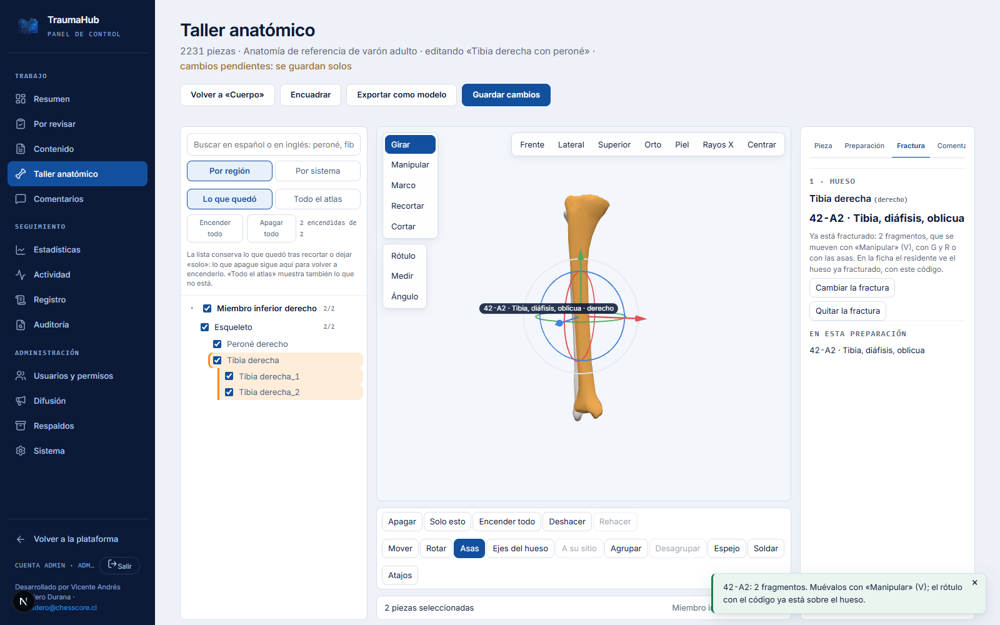 TraumaHub
PANEL DE CONTROL
TRABAJO
Resumen
Por revisar
Contenido
Taller anatómico
Comentarios
SEGUIMIENTO
Estadísticas
Actividad
Registro
Auditoría
ADMINISTRACIÓN
Usuarios y permisos
Difusión
Respaldos
Sistema
Volver a la plataforma
CUENTA ADMIN · ADM…
Salir
Desarrollado por Vicente Andrés
Durana ·
@chesscore.cl
N
Taller anatómico
2231 piezas · Anatomía de referencia de varón adulto · editando «Tibia derecha con peroné» ·
cambios pendientes: se guardan solos
Volver a «Cuerpo»
Encuadrar
Exportar como modelo
Guardar cambios
Buscar en español o en inglés: peroné, fib
Por región
Por sistema
Lo que quedó
Todo el atlas
Encender todo
Apagar todo
2 encendidas de 2
La lista conserva lo que quedó tras recortar o dejar
«solo»: lo que apague sigue aquí para volver a
encenderlo. «Todo el atlas» muestra también lo que
no está.
Miembro inferior derecho 2/2
Esqueleto 2/2
Peroné derecho
Tibia derecha
Tibia derecha_1
Tibia derecha_2
Girar
Manipular
Marco
Recortar
Cortar
Rótulo
Medir
Ángulo
Frente
Lateral
Superior
Orto
Piel
Rayos X
Centrar
42-A2 · Tibia, diáfisis, oblicua · derecho
Apagar
Solo esto
Encender todo
Deshacer
Rehacer
Mover
Rotar
Asas
Ejes del hueso
A su sitio
Agrupar
Desagrupar
Espejo
Soldar
Atajos
2 piezas seleccionadas
Miembro
Pieza
Preparación
Fractura
Comenta
1 · HUESO
Tibia derecha (derecho)
42-A2 · Tibia, diáfisis, oblicua
Ya está fracturado: 2 fragmentos, que se
mueven con «Manipular» (V), con G y R o
con las asas. En la ficha el residente ve el
hueso ya fracturado, con este código.
Cambiar la fractura
Quitar la fractura
EN ESTA PREPARACIÓN
42-A2 · Tibia, diáfisis, oblicua
42-A2: 2 fragmentos. Muévalos con «Manipular» (V); el rótulo
con el código ya está sobre el hueso.
×